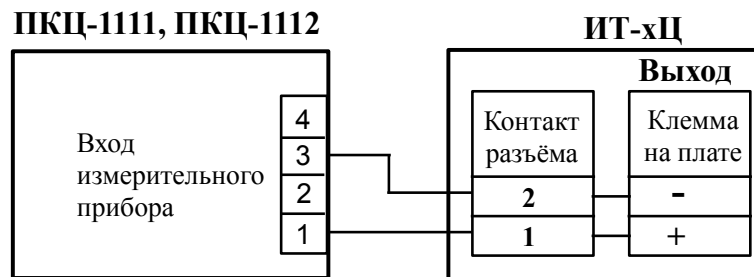 ПКЦ-1111, ПКЦ-1112
Вход
измерительного
прибора
4
3
2
1
ИТ-хЦ
Выход
Контакт
разъёма
2
1
Клемма
на плате
-
+